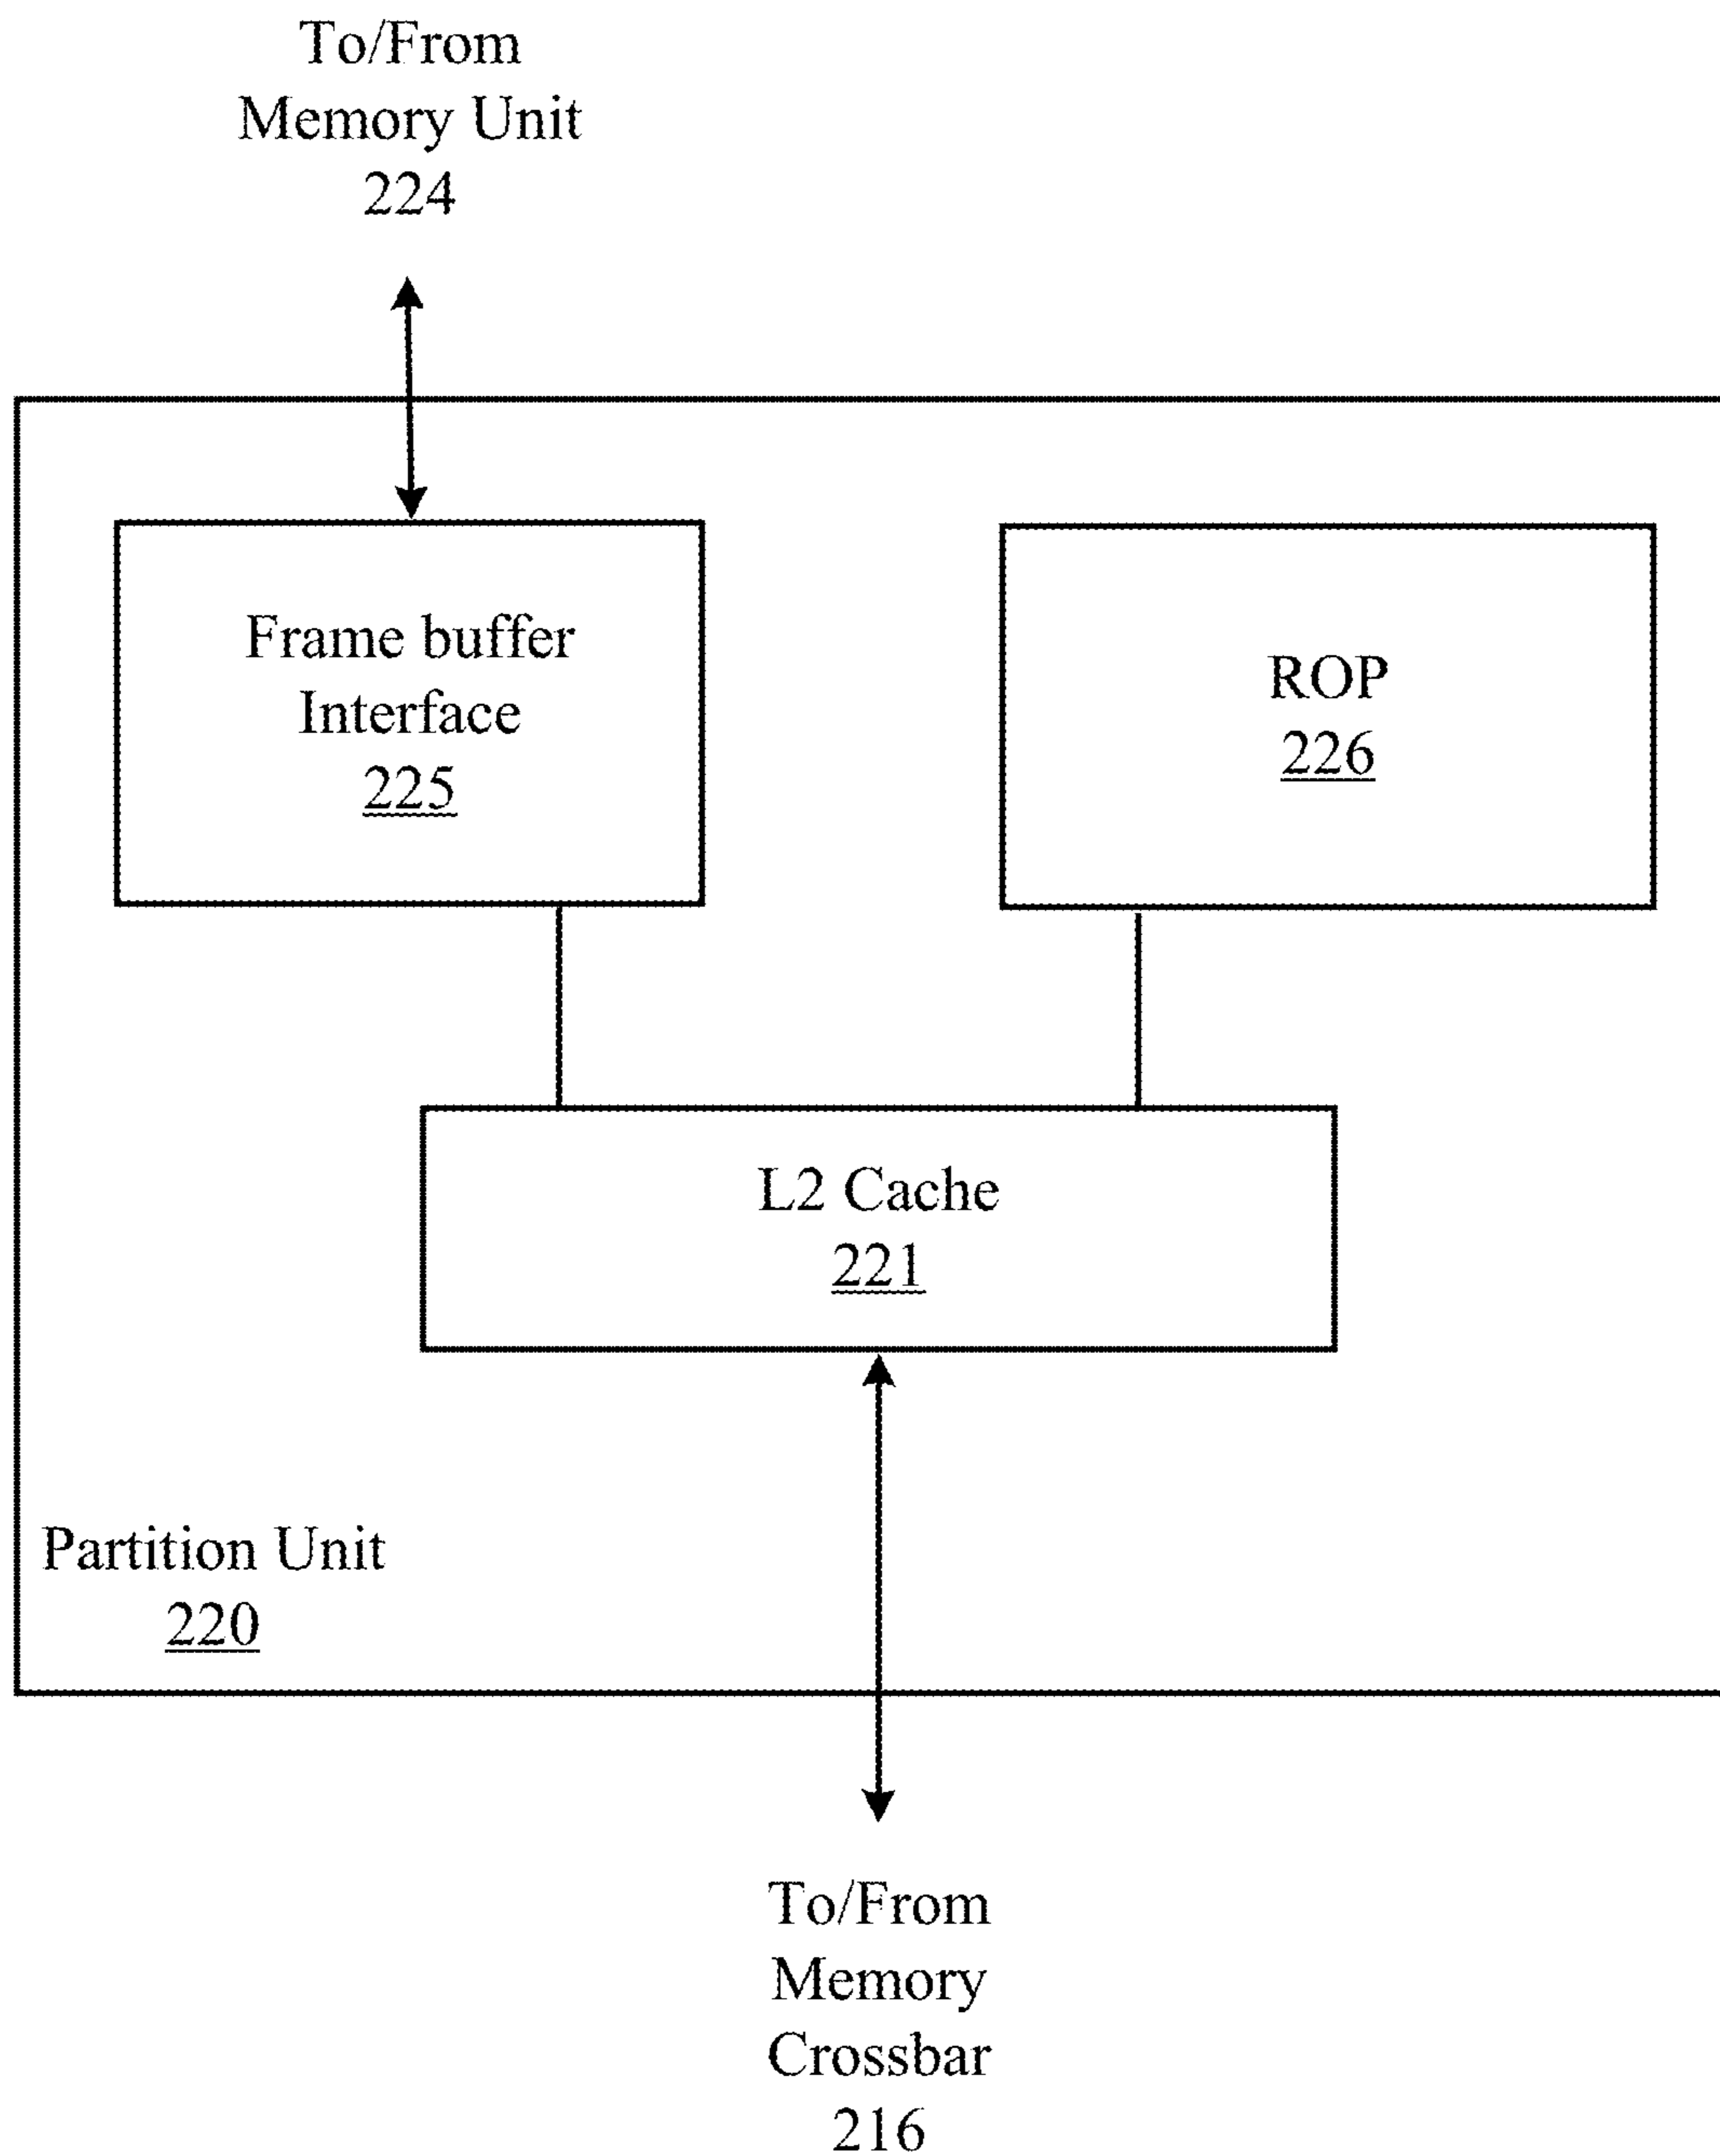 To/From
Memory Unit
224
Frame buffer
Interface
225
ROP
226
L2 Cache
221
Partition Unit
220
To/From
Memory
Crossbar
216